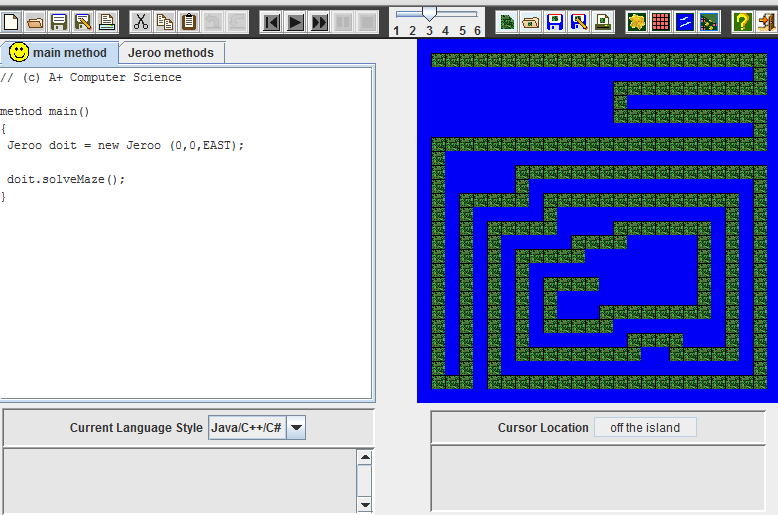 1 2 3 4 5 6
main method
Jeroo methods
// (c) A+ Computer Science
method main()
{
Jeroo doit = new Jeroo (0,0,EAST);
doit.solveMaze();
}
Current Language Style
Java/C++/C#
Cursor Location
off the island